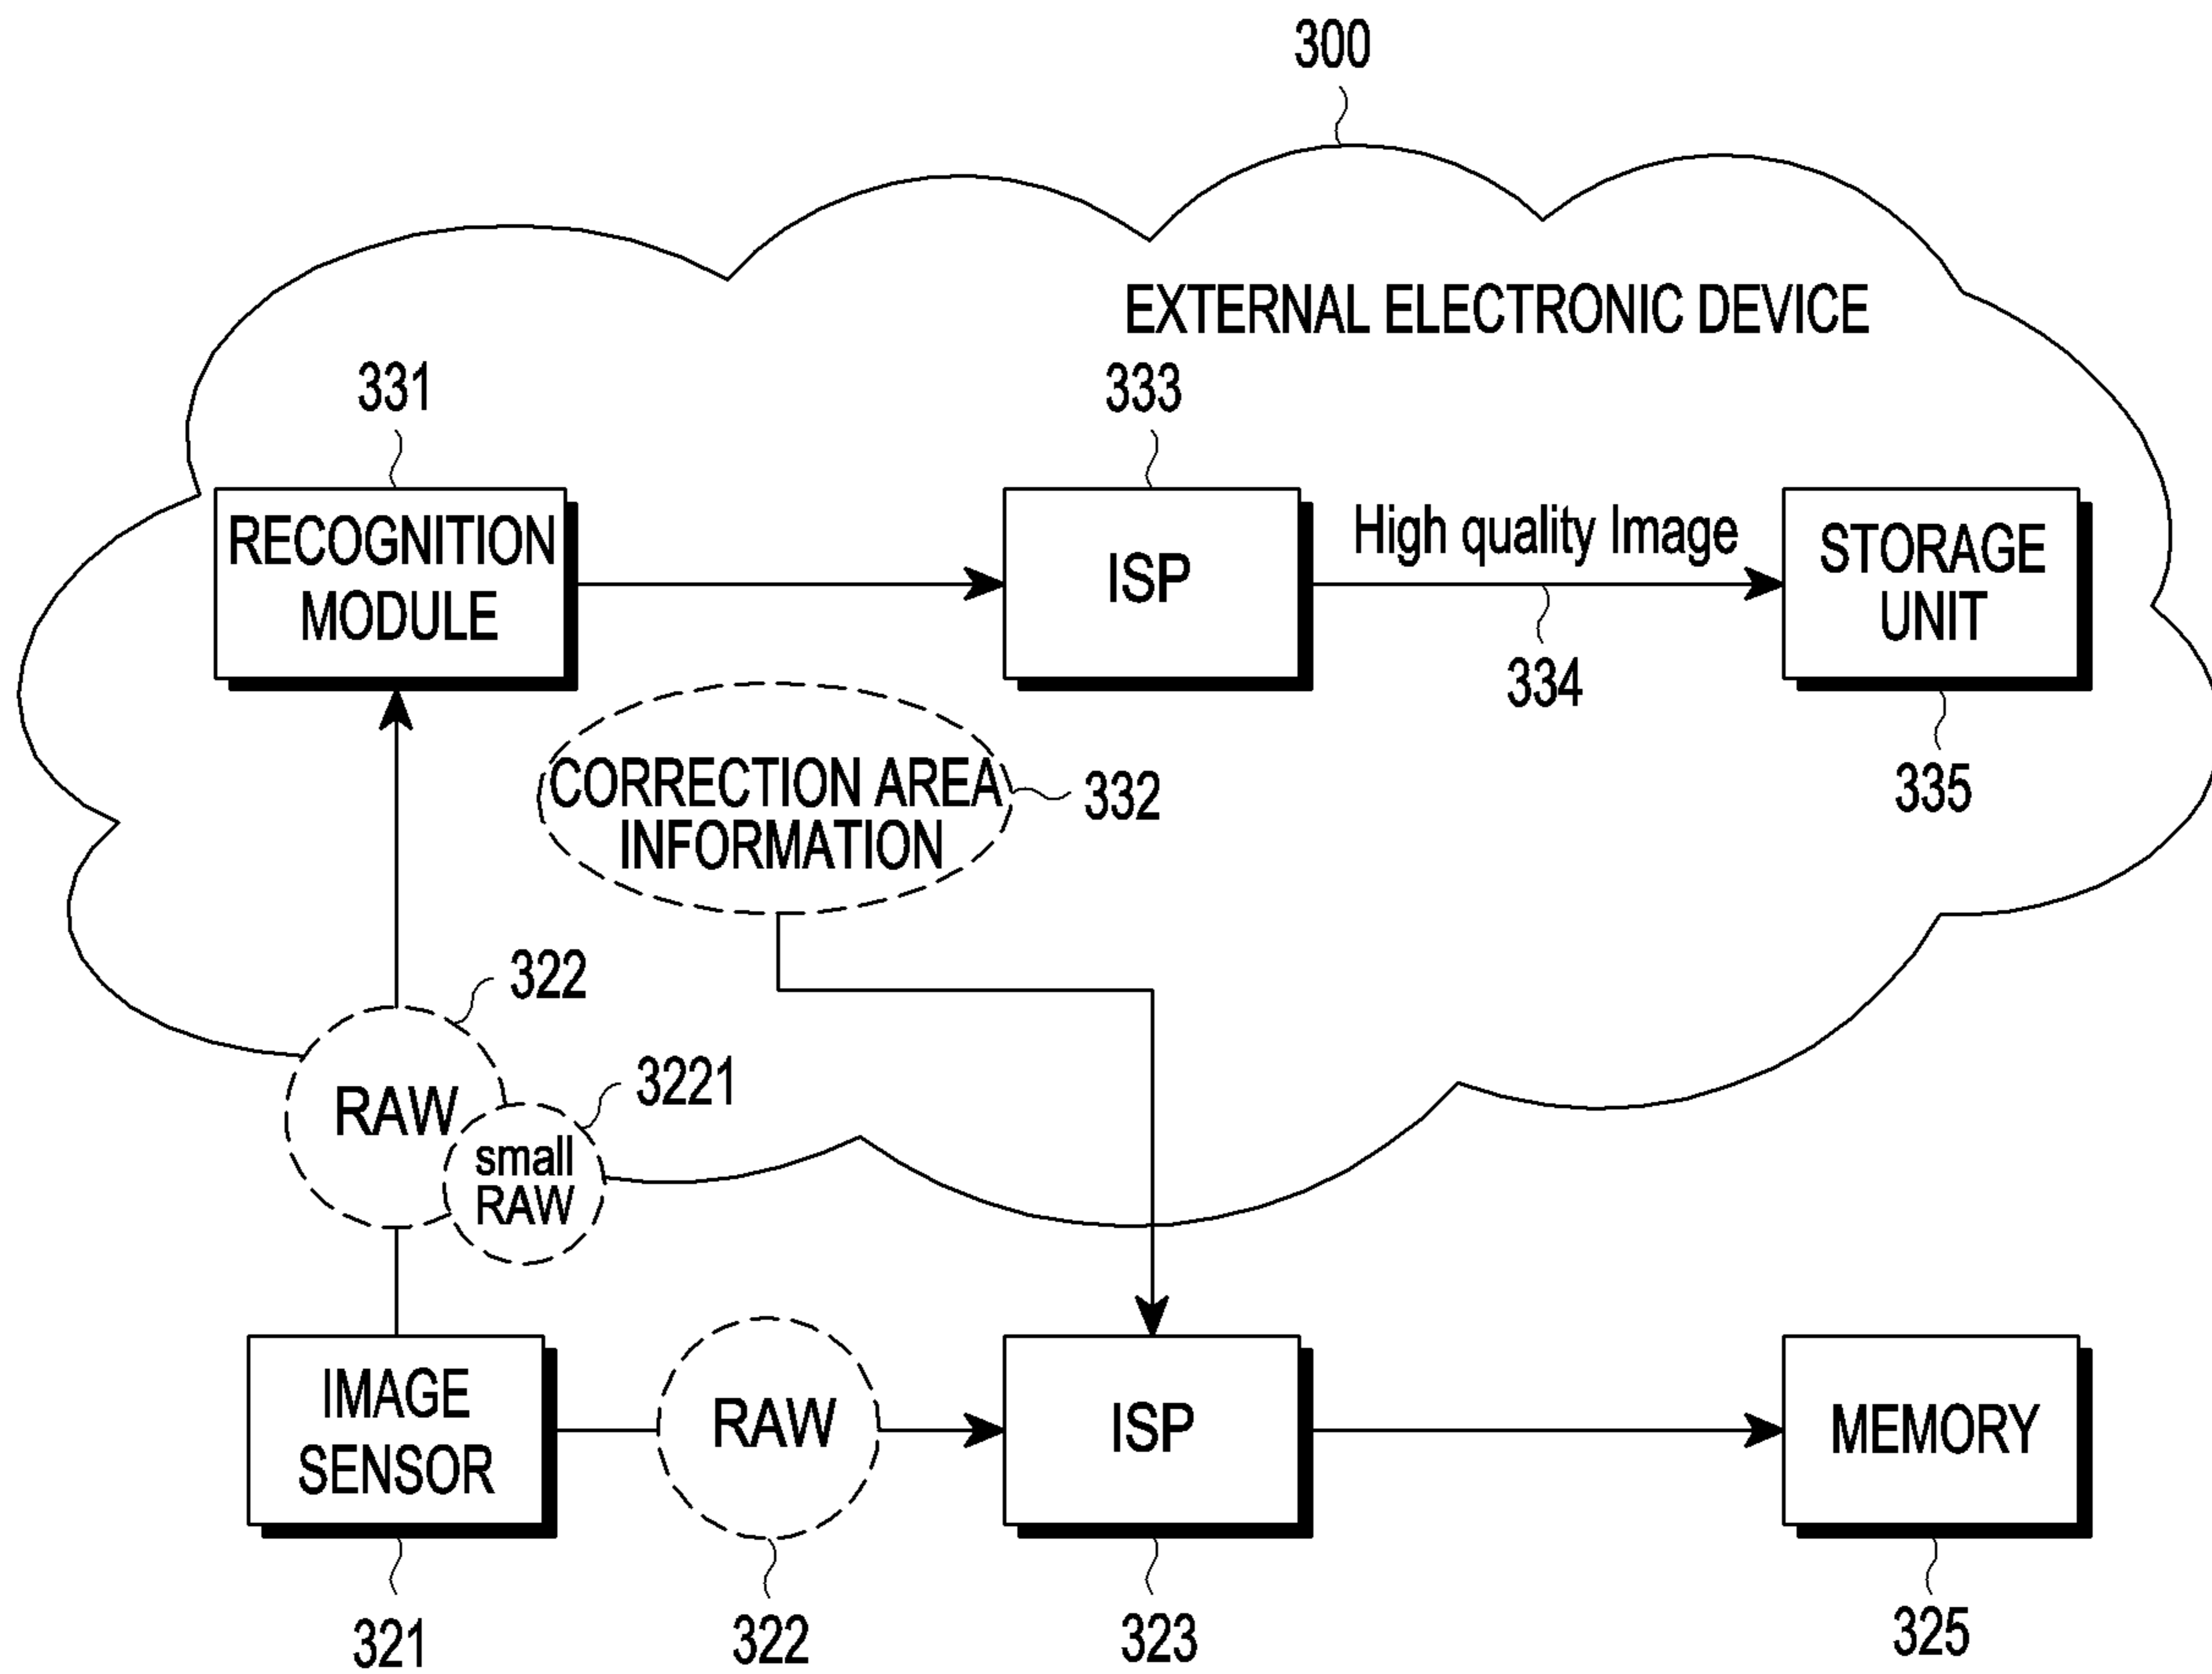 300
EXTERNAL ELECTRONIC DEVICE
331
333
RECOGNITION
MODULE
ISP
High quality Image
334
STORAGE
UNIT
335
CORRECTION AREA
INFORMATION
332
322
RAW
3221
small
RAW
IMAGE
SENSOR
RAW
ISP
MEMORY
321
322
323
325